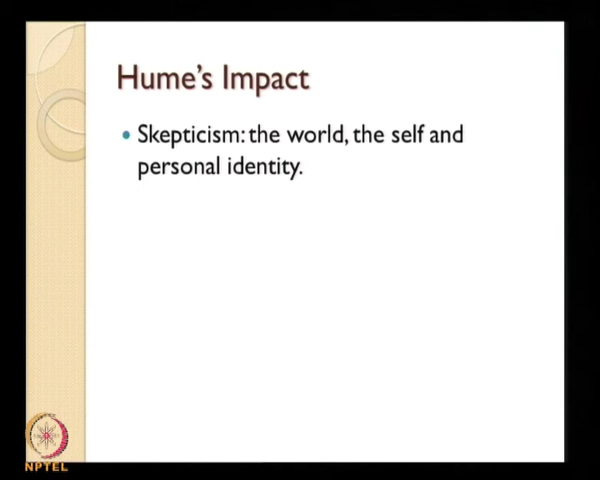 Hume's Impact
Skepticism: the world, the self and
personal identity.
NPTEL